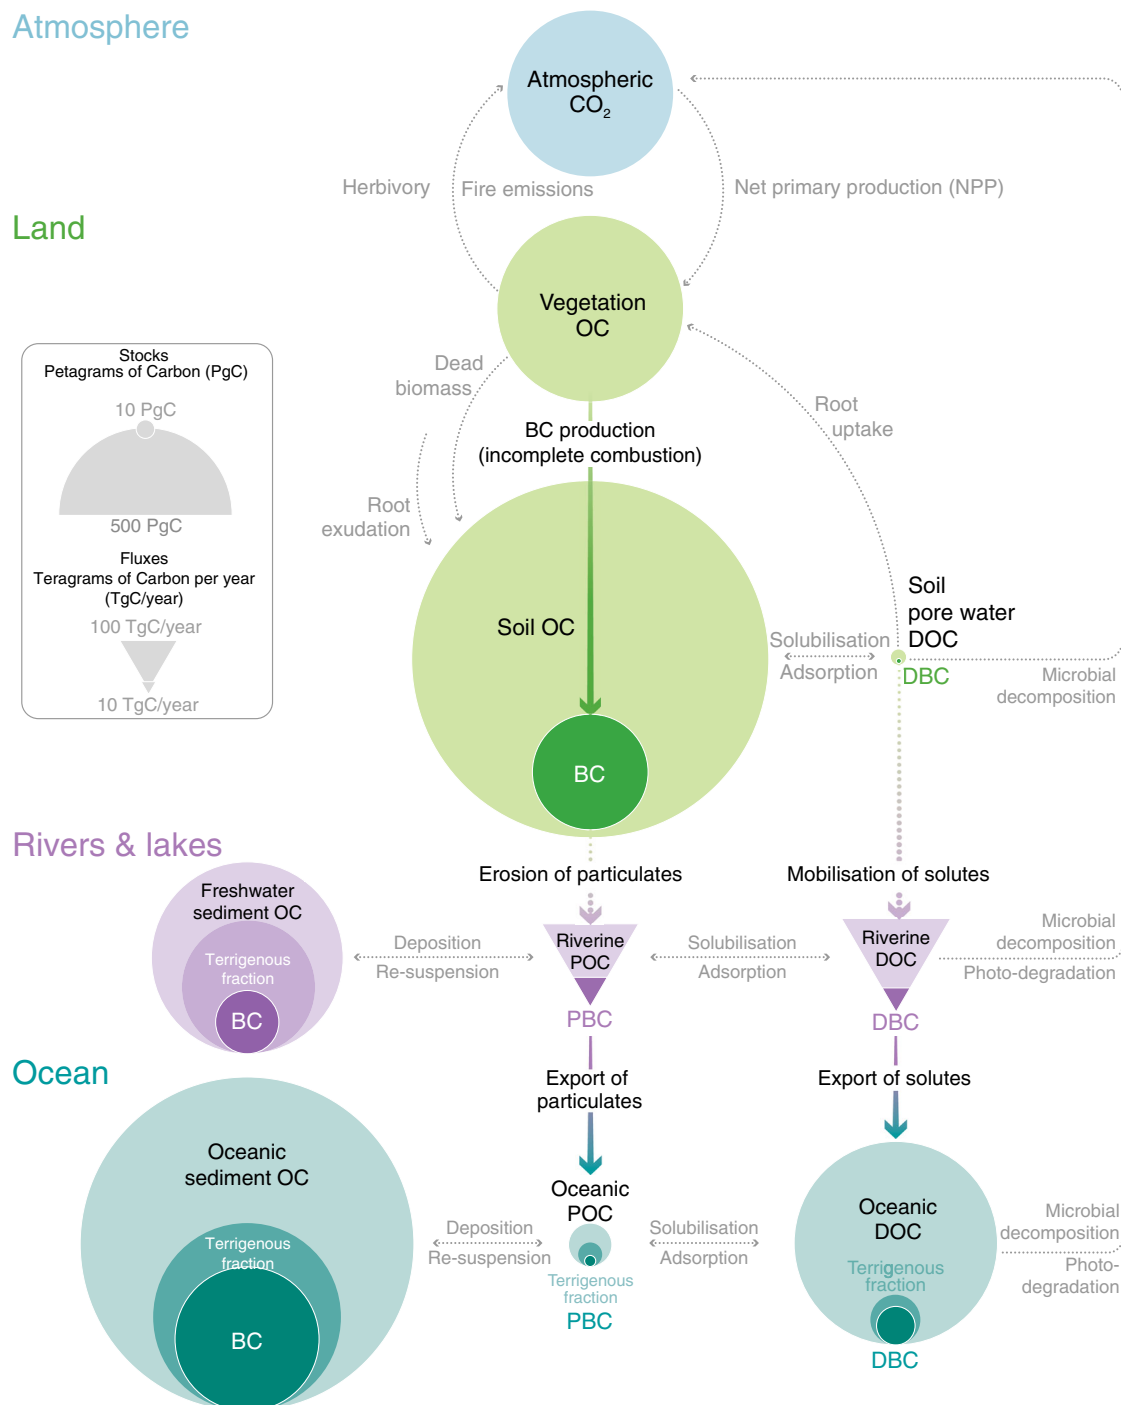 Atmosphere
Atmospheric
CO2
Herbivory
Fire emissions
Net primary production (NPP)
Land
Vegetation
OC
Stocks
Petagrams of Carbon (PgC)
10 PgC
500 PgC
Fluxes
Teragrams of Carbon per year
(TgC/year)
100 TgC/year
10 TgC/year
Dead
biomass
Root
exudation
BC production
(incomplete combustion)
Root
uptake
Soil OC
BC
Solubilisation
Adsorption
Soil
pore water
DOC
DBC
Microbial
decomposition
Rivers & lakes
Erosion of particulates
Mobilisation of solutes
Freshwater
sediment OC
Terrigenous
fraction
BC
Deposition
Re-suspension
Riverine
POC
PBC
Solubilisation
Adsorption
Riverine
DOC
DBC
Microbial
decomposition
Photo-degradation
Ocean
Export of
particulates
Export of solutes
Oceanic
sediment OC
Terrigenous
fraction
BC
Deposition
Re-suspension
Oceanic
POC
Terrigenous
fraction
PBC
Solubilisation
Adsorption
Oceanic
DOC
Terrigenous
fraction
DBC
Microbial
decomposition
Photo-
degradation